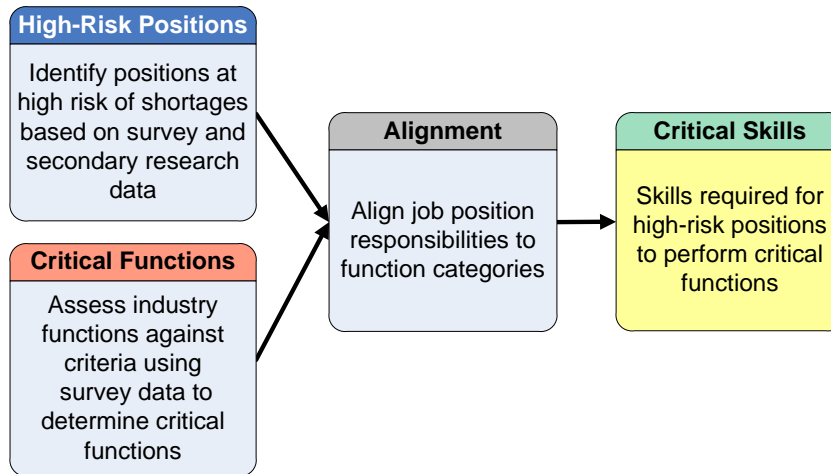 High-Risk Positions
Identify positions at
high risk of shortages
based on survey and
secondary research
data
Critical Functions
Assess industry
functions against
criteria using
survey data to
determine critical
functions
Alignment
Align job position
responsibilities to
function categories
Critical Skills
Skills required for
high-risk positions
to perform critical
functions